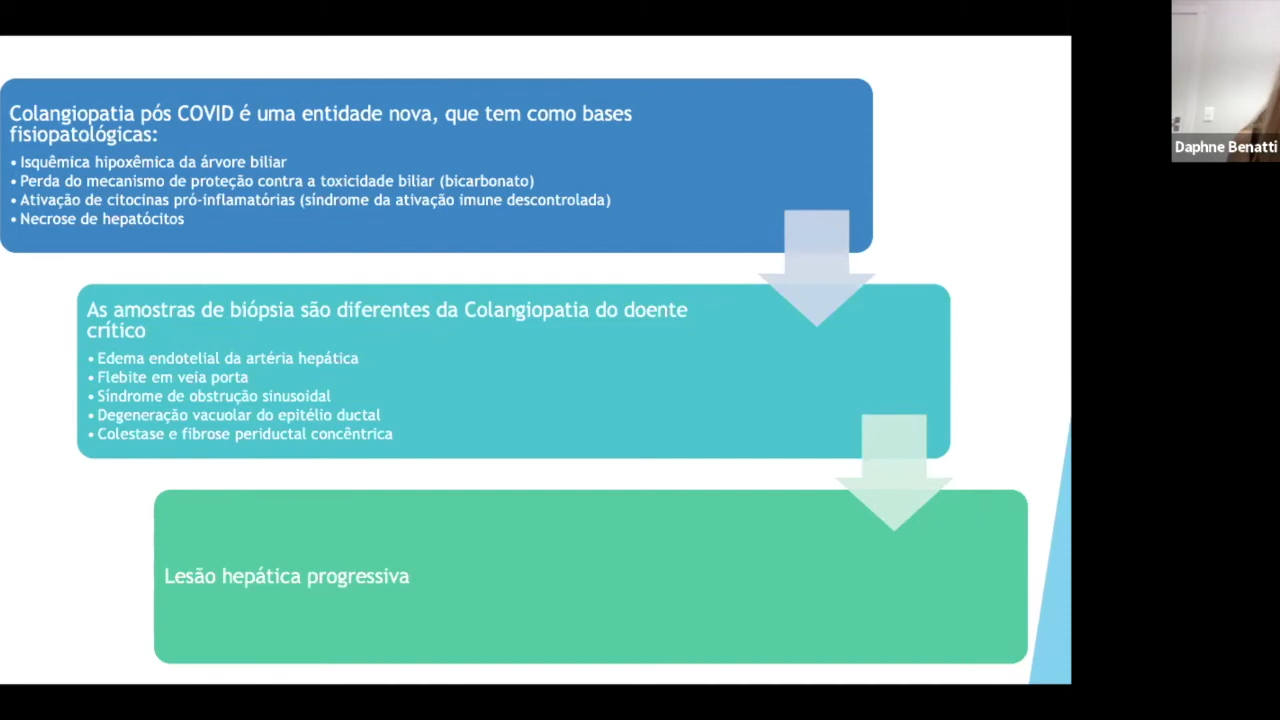 Colangiopatia pós COVID é uma entidade nova, que tem como bases
fisiopatológicas:
• Isquêmica hipoxêmica da árvore biliar
• Perda do mecanismo de proteção contra a toxicidade biliar (bicarbonato)
• Ativação de citocinas pró-inflamatórias (síndrome da ativação imune descontrolada)
• Necrose de hepatócitos
As amostras de biópsia são diferentes da Colangiopatia do doente
crítico
• Edema endotelial da artéria hepática
• Flebite em veia porta
• Síndrome de obstrução sinusoidal
• Degeneração vacuolar do epitélio ductal
• Colestase e fibrose periductal concêntrica
Lesão hepática progressiva
Daphne Benatti